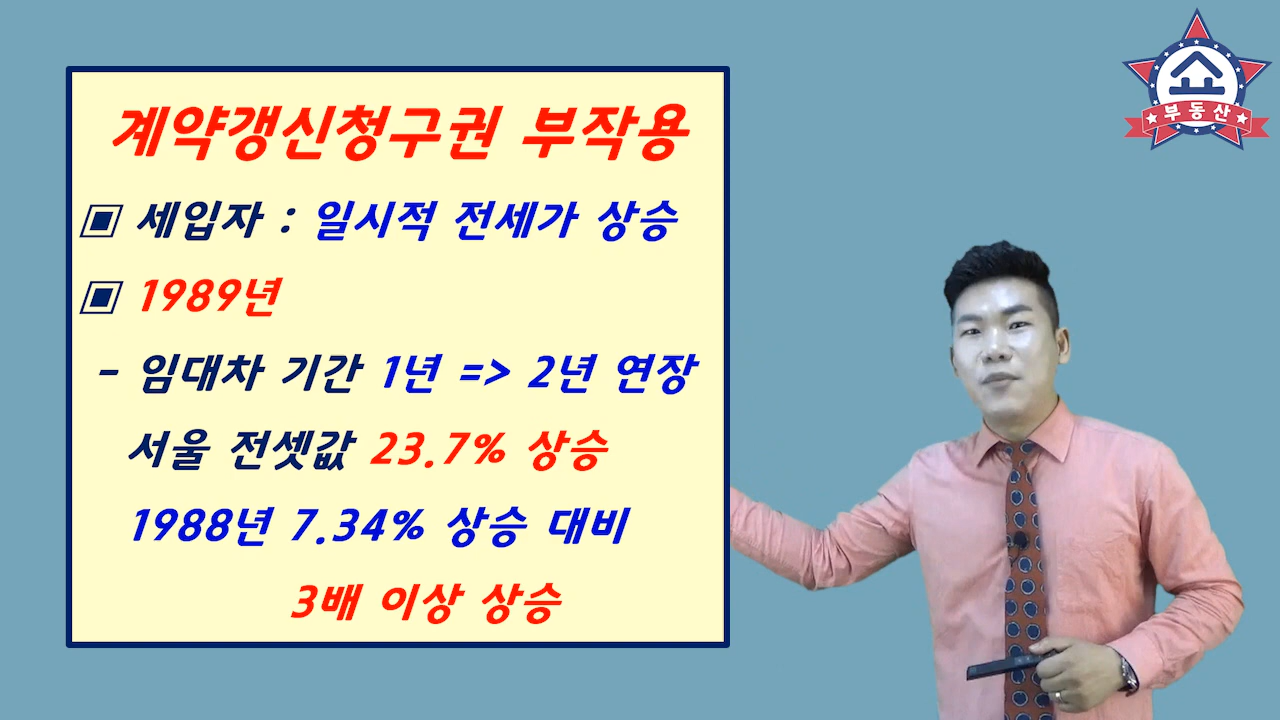 계약갱신청구권 부작용
▣ 세입자 : 일시적 전세가 상승
▣ 1989년
- 임대차 기간 1년 => 2년 연장
서울 전셋값 23.7% 상승
1988년 7.34% 상승 대비
3배 이상 상승
쇼
부동산